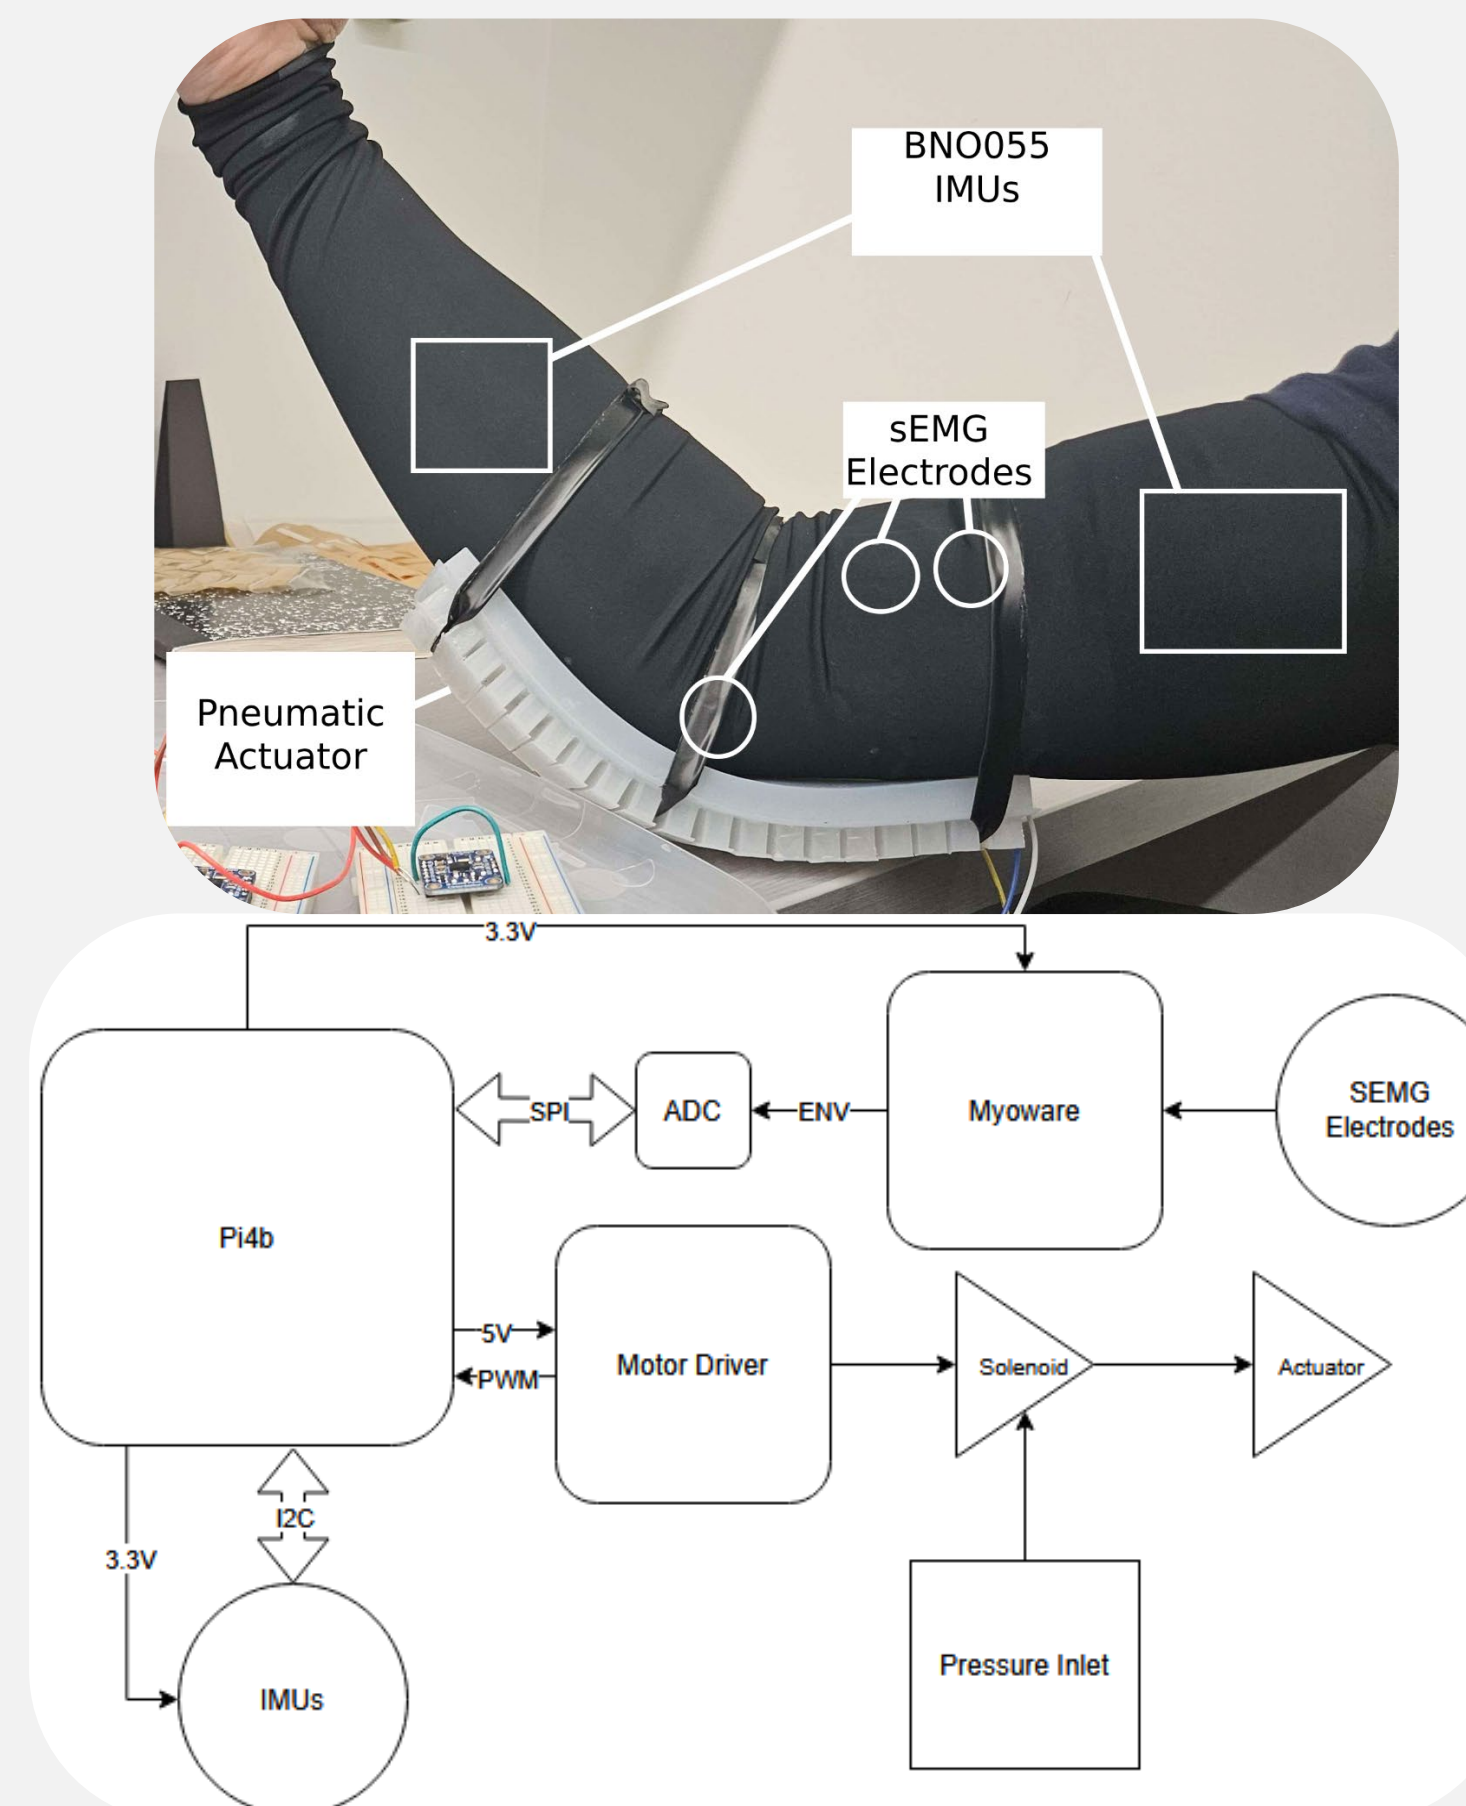 BNO055
IMUs
sEMG
Electrodes
Pneumatic
Actuator
3.3V
SPI
ADC
ENV
Myoware
SEMG
Electrodes
Pi4b
5V
PWM
Motor Driver
Solenoid
Actuator
I2C
3.3V
IMUs
Pressure Inlet